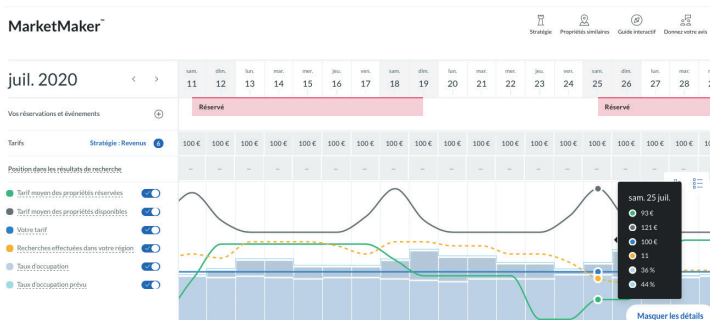 MarketMaker™
Stratégie Propriétés similaires Guide interactif Donnez votre avis
juil. 2020 < >
sam. dim. lun. mar. mer. jeu. ven. sam. dim. lun. mar. mer. jeu. ven. sam. dim. lun. mar.
11 12 13 14 15 16 17 18 19 20 21 22 23 24 25 26 27 28
Vos réservations et événements
Réservé Réservé
Tarifs Stratégie : Revenus 6 100 € 100 € 100 € 100 € 100 € 100 € 100 € 100 € 100 € 100 € 100 € 100 € 100 € 100 € 100 € 100 € 100 € 100 €
Position dans les résultats de recherche – – – – – – – – – – – – – – – –
Tarif moyen des propriétés réservées
Tarif moyen des propriétés disponibles
Votre tarif
Recherches effectuées dans votre région
Taux d'occupation
Taux d'occupation prévu
sam. 25 juil.
93 €
121 €
100 €
11
36 %
44 %
Masquer les détails